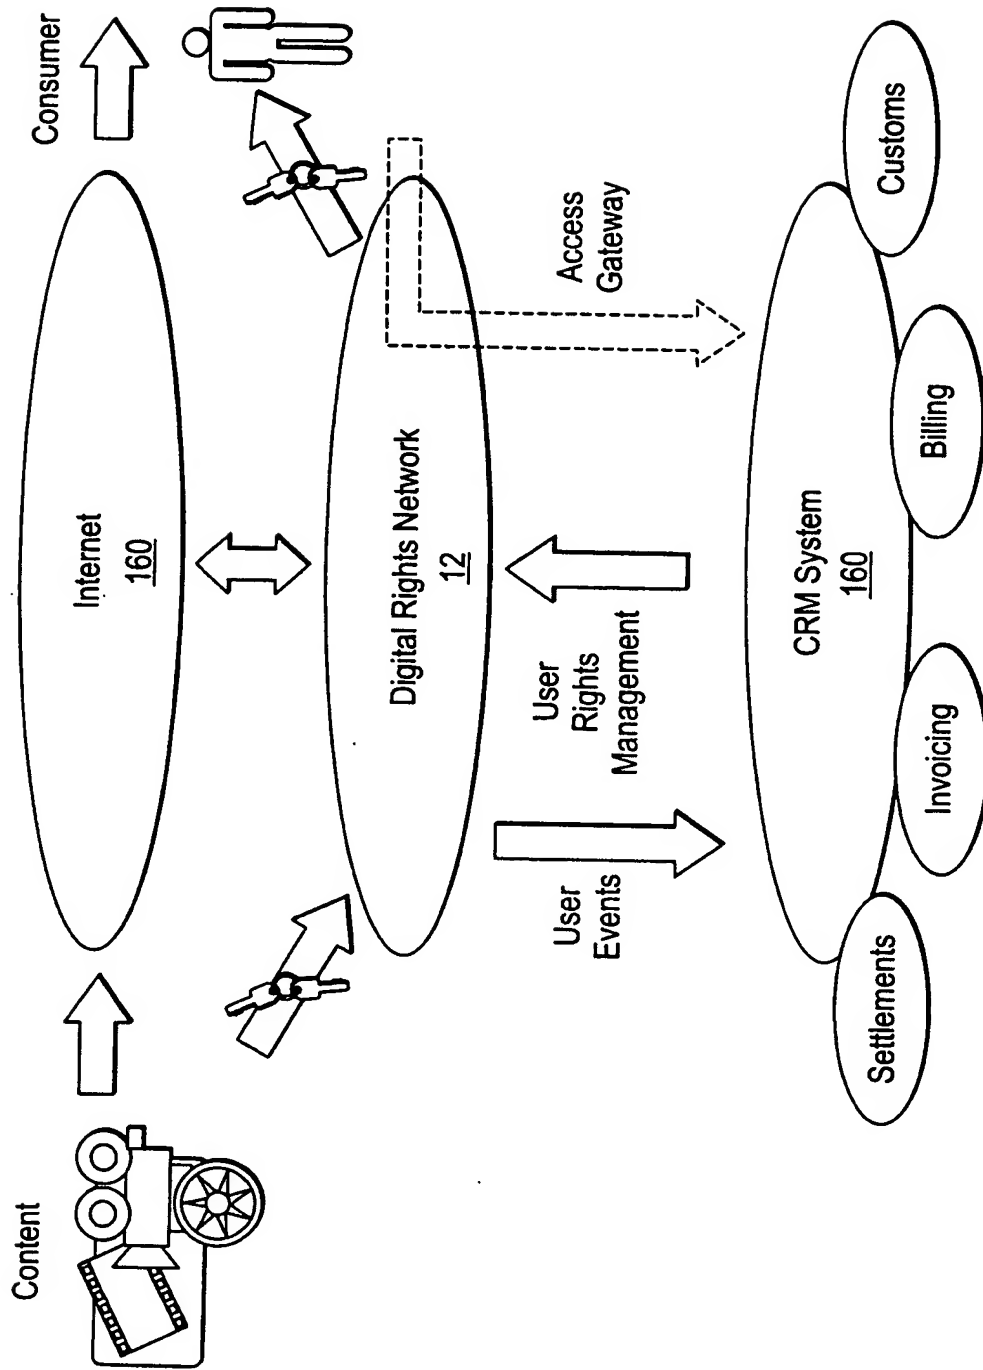 Content
Consumer
Internet
160
Digital Rights Network
12
User
Events
User
Rights
Management
Access
Gateway
CRM System
160
Settlements
Invoicing
Billing
Customs